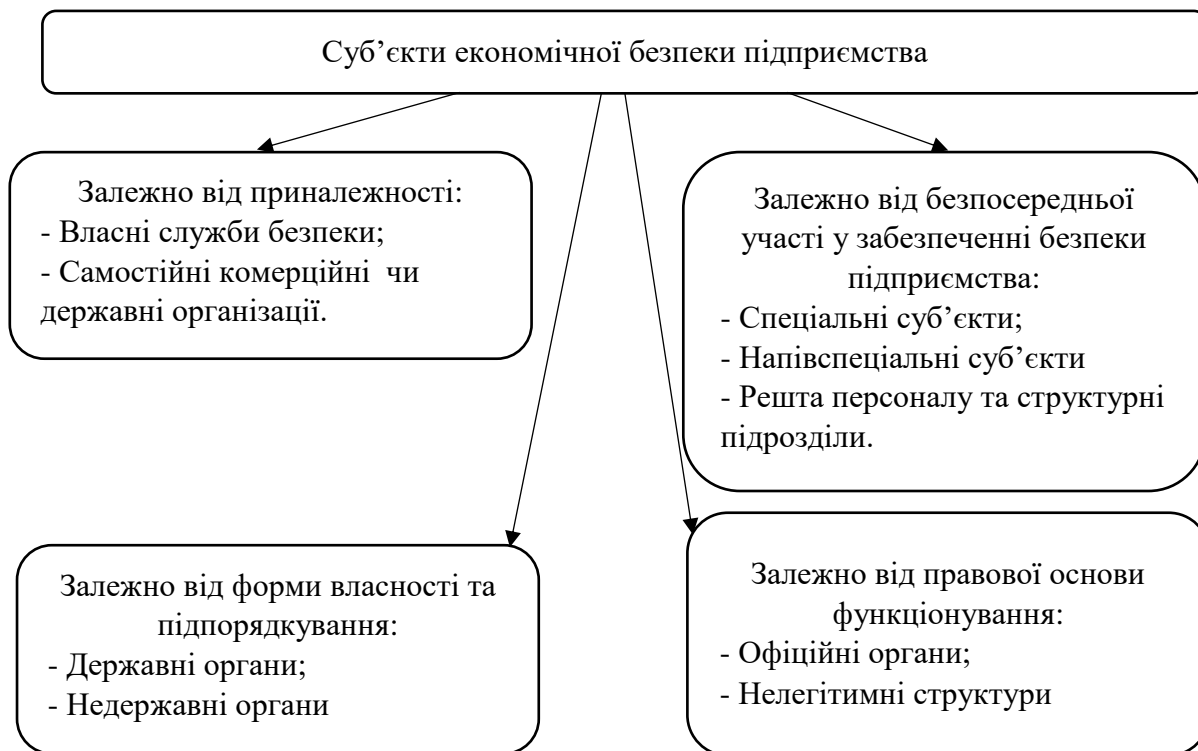 Суб’єкти економічної безпеки підприємства
Залежно від приналежності:
- Власні служби безпеки;
- Самостійні комерційні чи
державні організації.
Залежно від безпосередньої
участі у забезпеченні безпеки
підприємства:
- Спеціальні суб’єкти;
- Напівспеціальні суб’єкти
- Решта персоналу та структурні
підрозділи.
Залежно від форми власності та
підпорядкування:
- Державні органи;
- Недержавні органи
Залежно від правової основи
функціонування:
- Офіційні органи;
- Нелегітимні структури